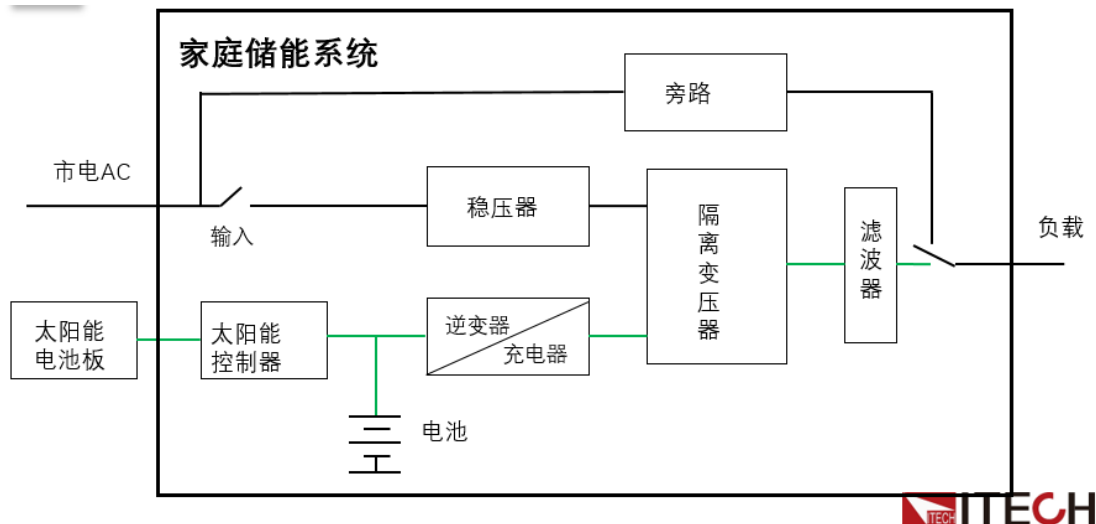 家庭储能系统
旁路
市电AC
输入
稳压器
隔
离
变
压
器
滤
波
器
负载
太阳能
电池板
太阳能
控制器
逆变器
充电器
电池
ITECH
ITECH